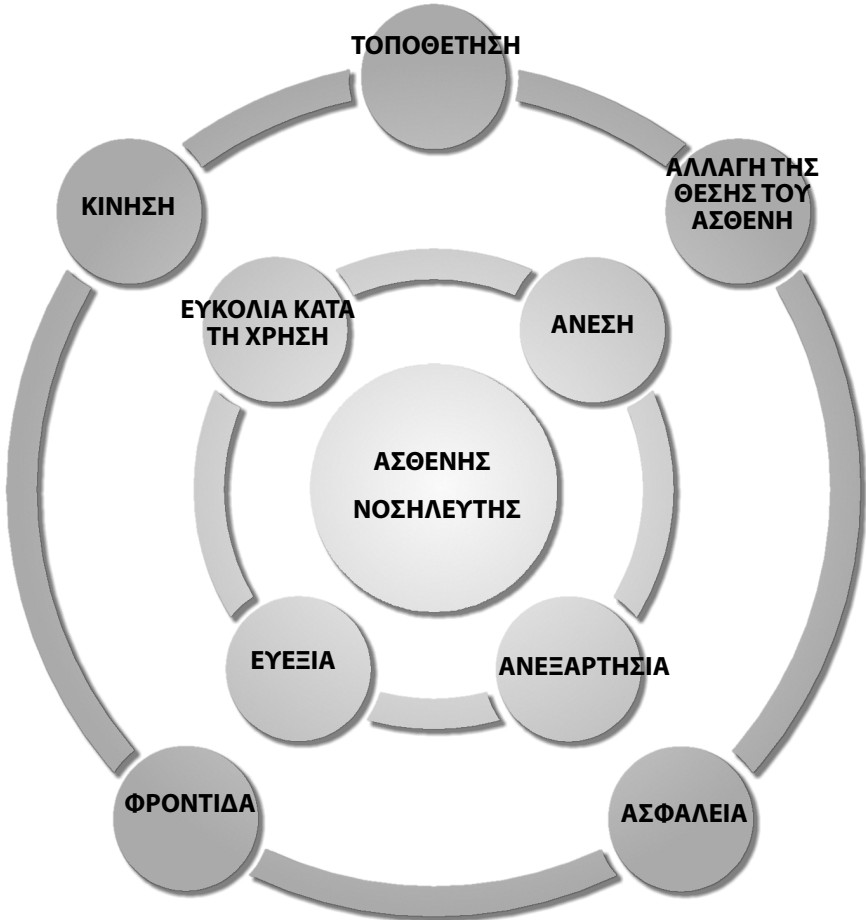 ΤΟΠΟΘΕΤΗΣΗ
ΑΛΛΑΓΗ ΤΗΣ
ΘΕΣΗΣ ΤΟΥ
ΑΣΘΕΝΗ
ΚΙΝΗΣΗ
ΕΥΚΟΛΙΑ ΚΑΤΑ
ΤΗ ΧΡΗΣΗ
ΑΝΕΣΗ
ΑΣΘΕΝΗΣ
ΝΟΣΗΛΕΥΤΗΣ
ΕΥΕΞΙΑ
ΑΝΕΞΑΡΤΗΣΙΑ
ΦΡΟΝΤΙΔΑ
ΑΣΦΑΛΕΙΑ